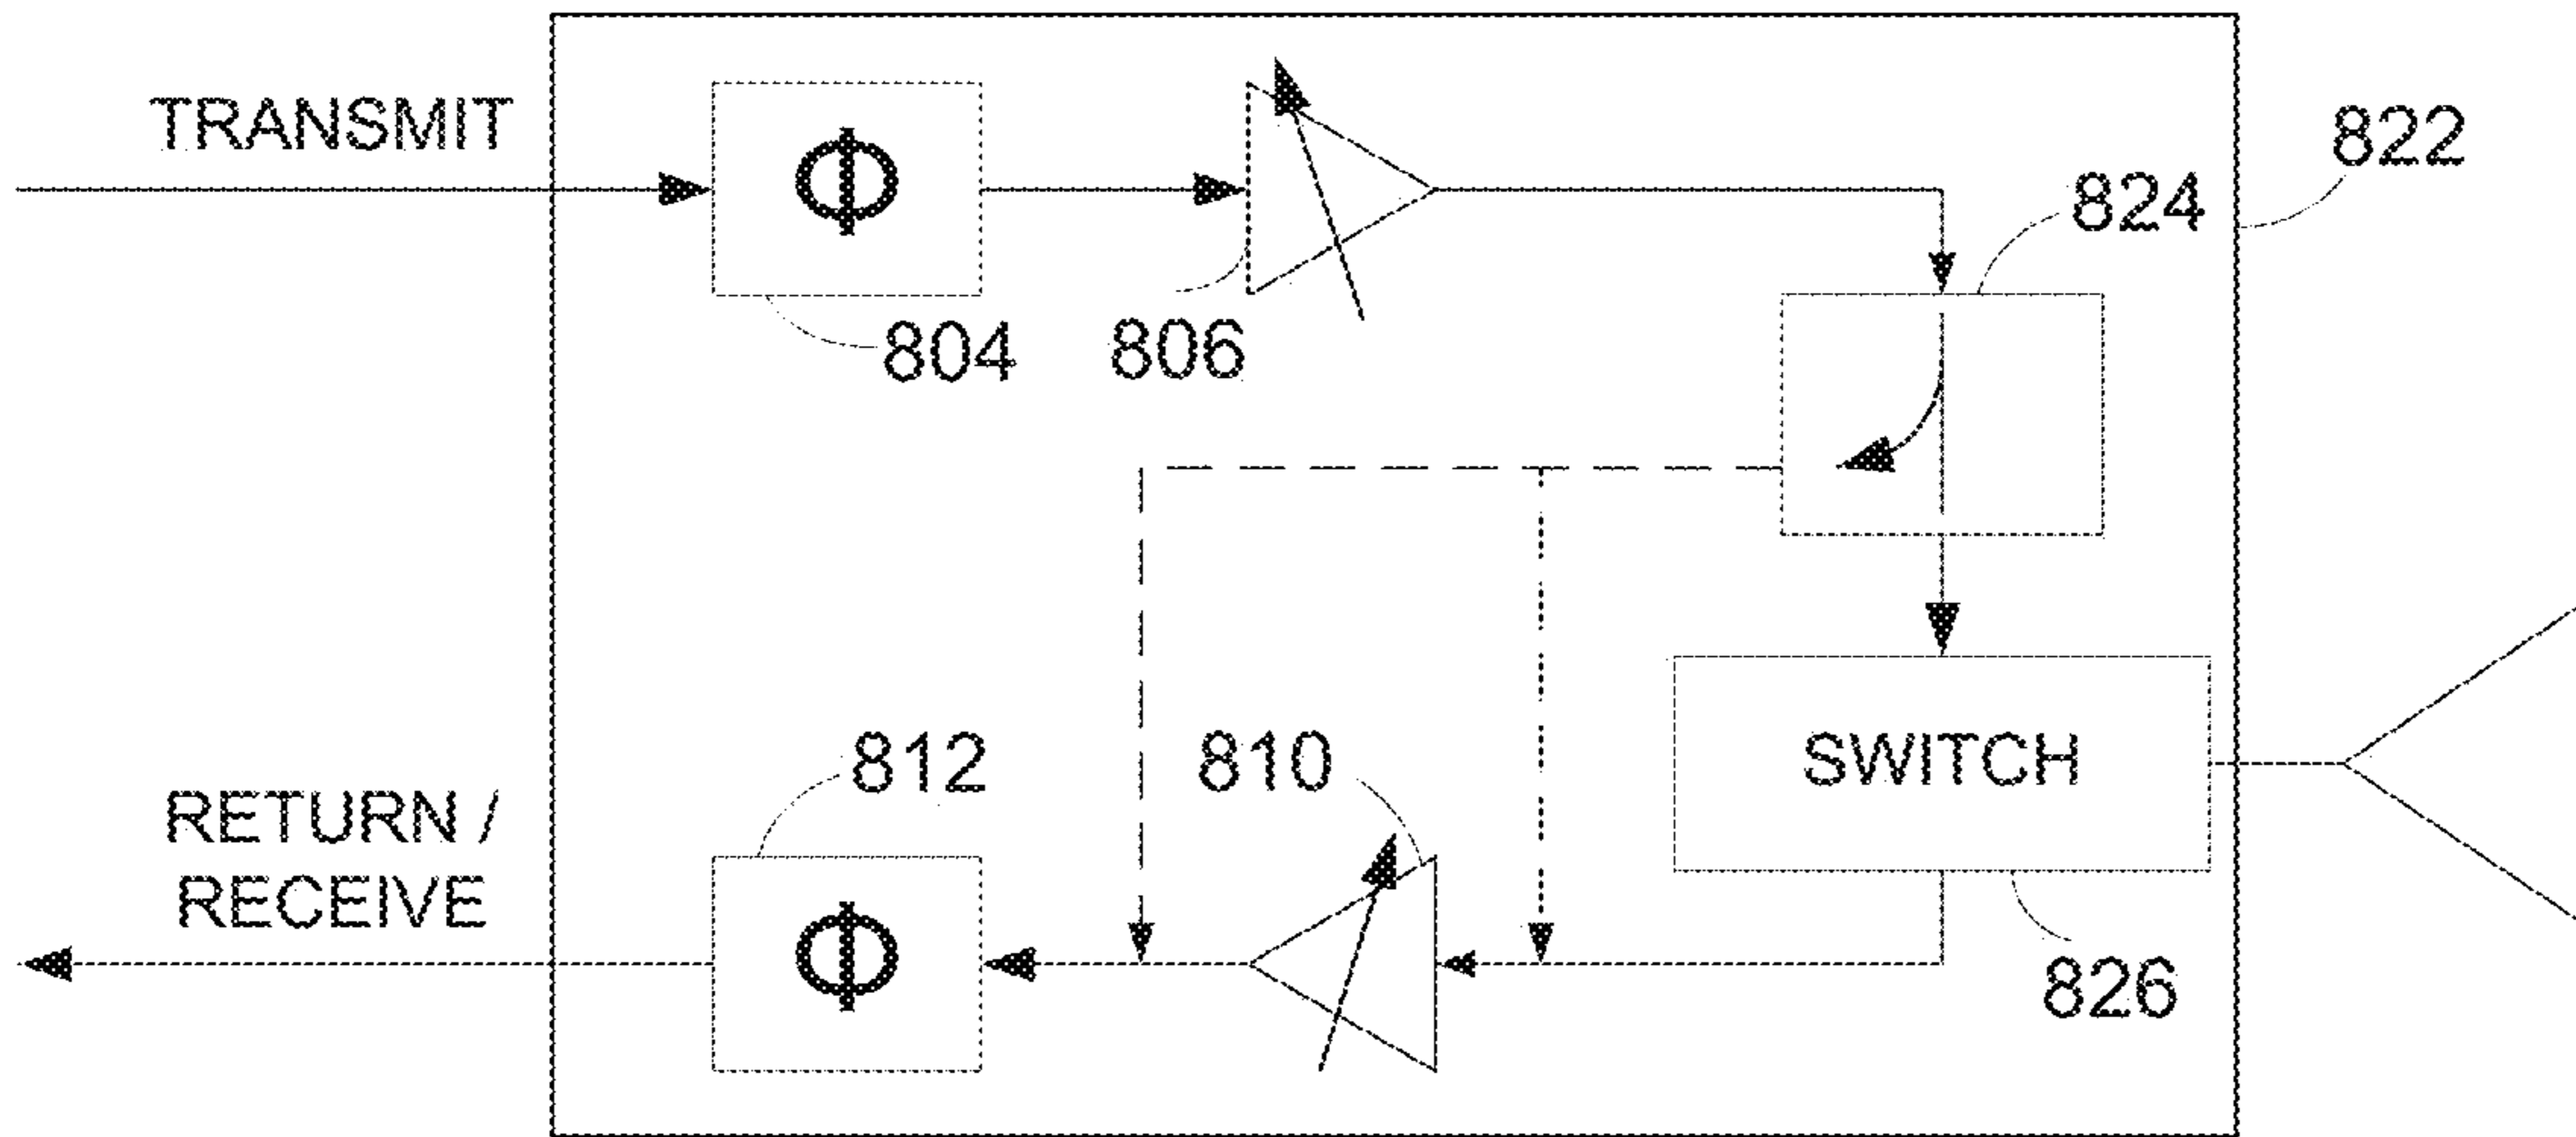 TRANSMIT
Φ
822
824
804
806
812
810
SWITCH
RETURN /
RECEIVE
Φ
826